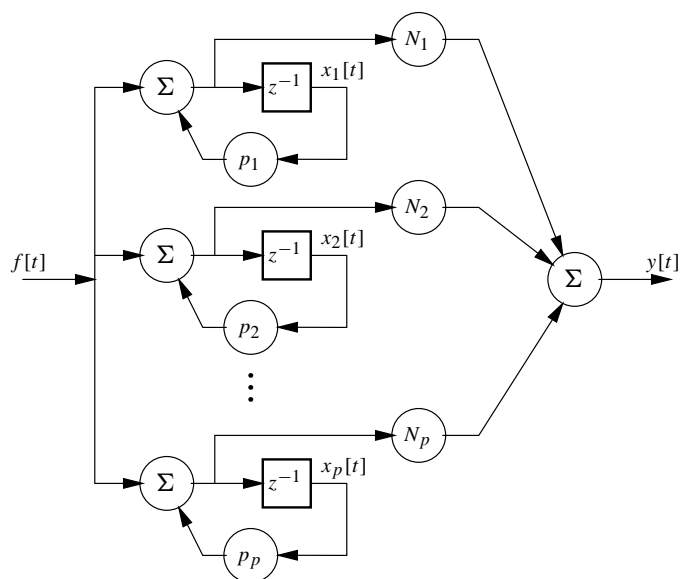 N₁
Σ
z⁻¹
x₁[t]
p₁
N₂
Σ
z⁻¹
x₂[t]
p₂
f[t]
Σ
y[t]
⋮
Nₚ
Σ
z⁻¹
xₚ[t]
pₚ